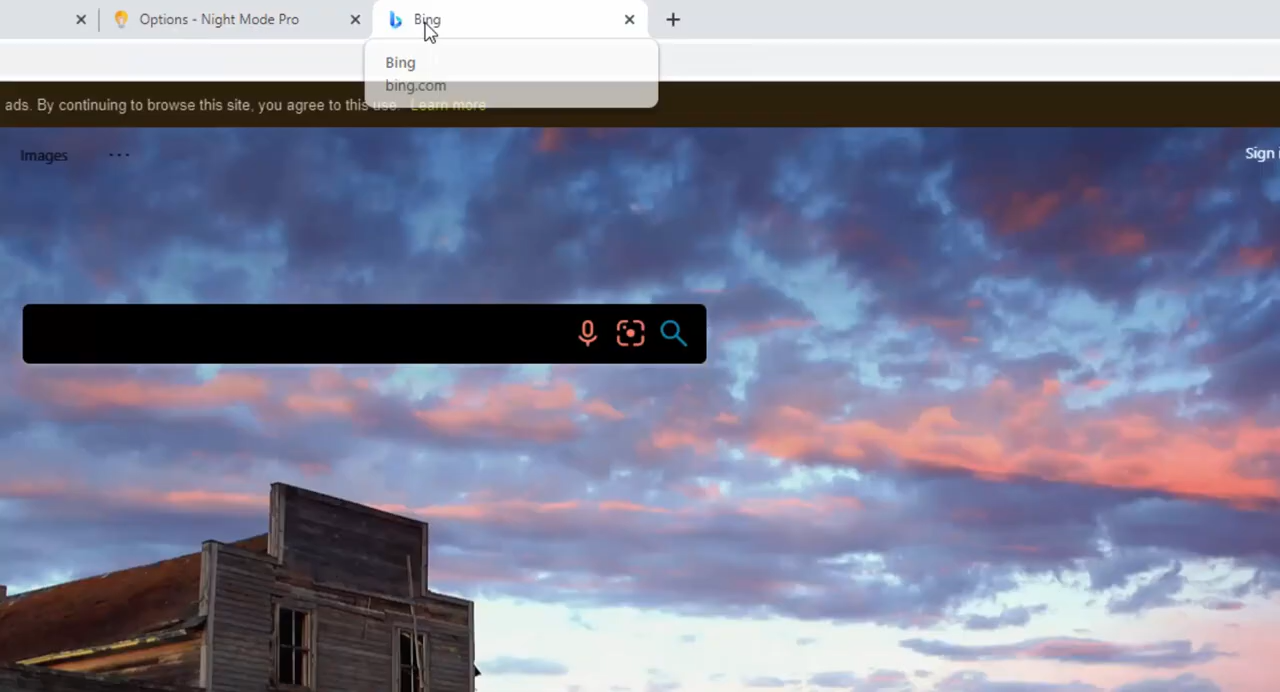 Options - Night Mode Pro
Bing
Bing
bing.com
ads. By continuing to browse this site, you agree to this use. Learn more
Images
Sign i